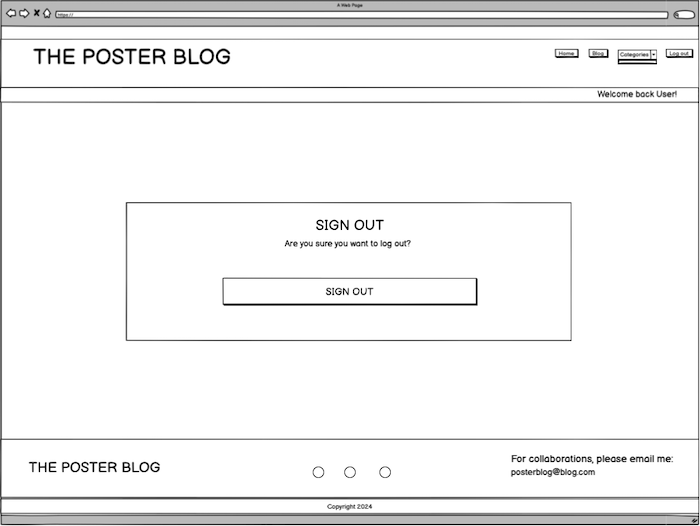 A Web Page
https://
THE POSTER BLOG
Home
Blog
Categories
Log out
Welcome back User!
SIGN OUT
Are you sure you want to log out?
SIGN OUT
THE POSTER BLOG
For collaborations, please email me:
posterblog@blog.com
Copyright 2024